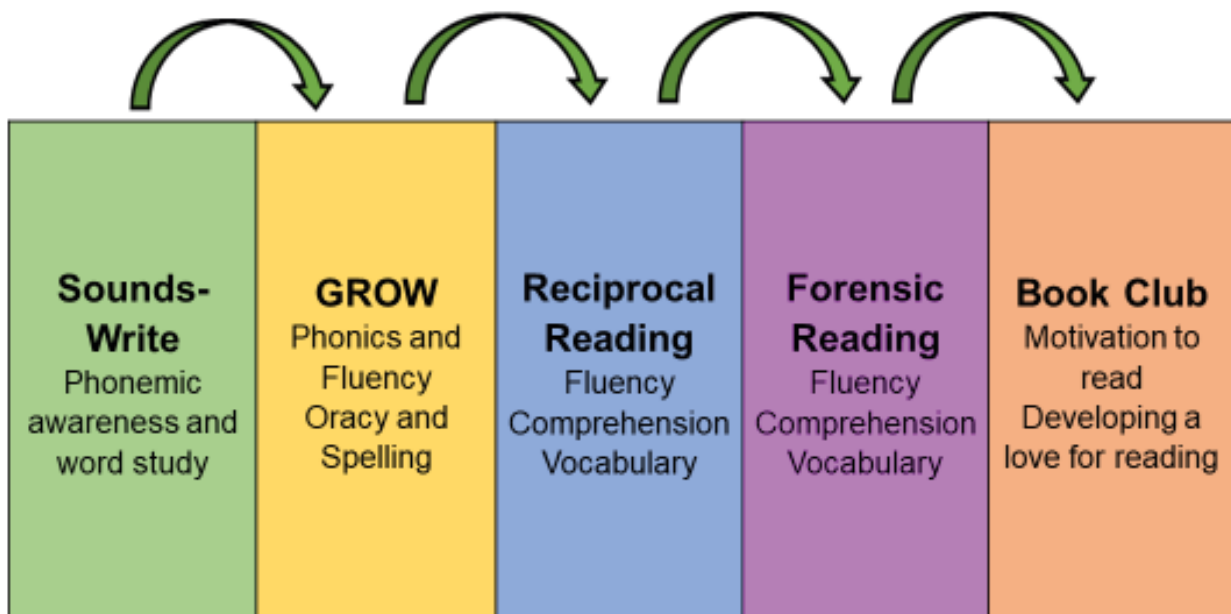 Sounds-
Write
Phonemic
awareness and
word study
GROW
Phonics and
Fluency
Oracy and
Spelling
Reciprocal
Reading
Fluency
Comprehension
Vocabulary
Forensic
Reading
Fluency
Comprehension
Vocabulary
Book Club
Motivation to
read
Developing a
love for reading